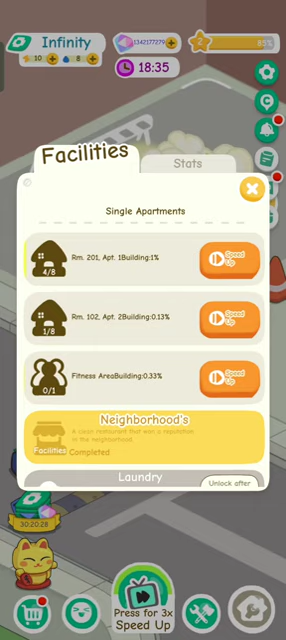 Infinity
1342177279
2
85%
10
8
18:35
Facilities
Stats
Single Apartments
Rm. 201, Apt. 1Building:1%
4/8
Speed Up
Rm. 102, Apt. 2Building:0.13%
1/8
Speed Up
Fitness AreaBuilding:0.33%
0/1
Speed Up
Neighborhood's
A clean restaurant that won a reputation
in the neighborhood.
Facilities
Completed
Laundry
Unlock after
30:20:28
Press for 3x
Speed Up